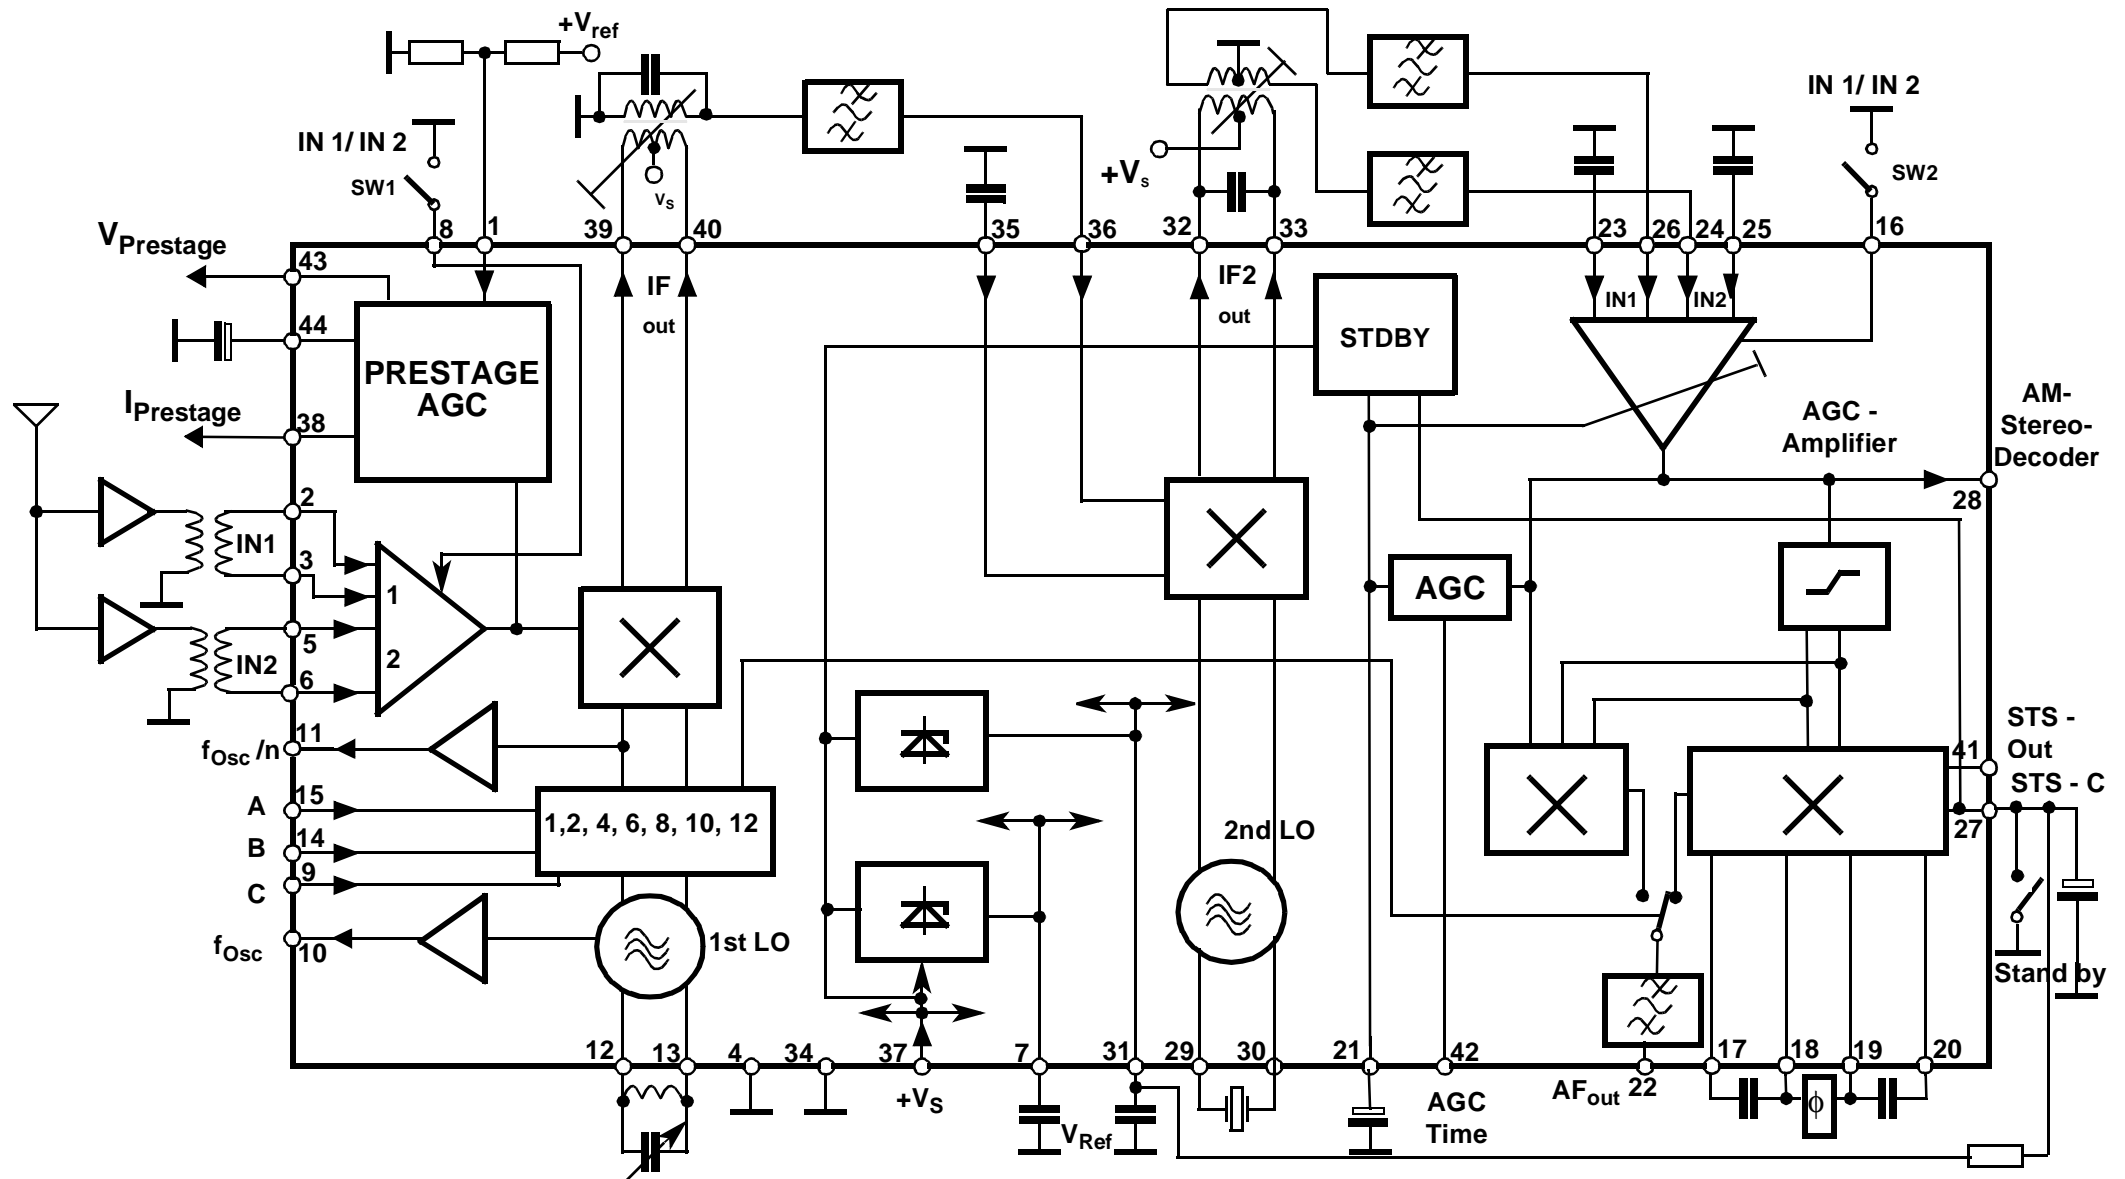 +Vref
IN 1/ IN 2
IN 1/ IN 2
SW1
SW2
VS
+Vs
VPrestage
8
1
39
40
35
36
32
33
23
26
24
25
16
43
IF
out
IF2
out
IN1
IN2
44
STDBY
PRESTAGE
AGC
IPrestage
38
AGC -
Amplifier
AM-
Stereo-
Decoder
28
2
IN1
3
1
AGC
5
2
IN2
6
11
fOsc /n
STS -
Out
41
STS - C
A
15
1,2, 4, 6, 8, 10, 12
B
14
27
2nd LO
C
9
fOsc
10
1st LO
Stand by
12
13
4
34
37
7
31
29
30
21
42
17
18
19
20
+VS
VRef
AGC
Time
AFout
22
ϕ